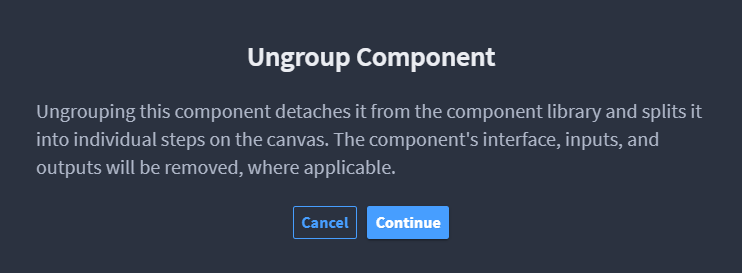 Ungroup Component
Ungrouping this component detaches it from the component library and splits it
into individual steps on the canvas. The component's interface, inputs, and
outputs will be removed, where applicable.
Cancel Continue